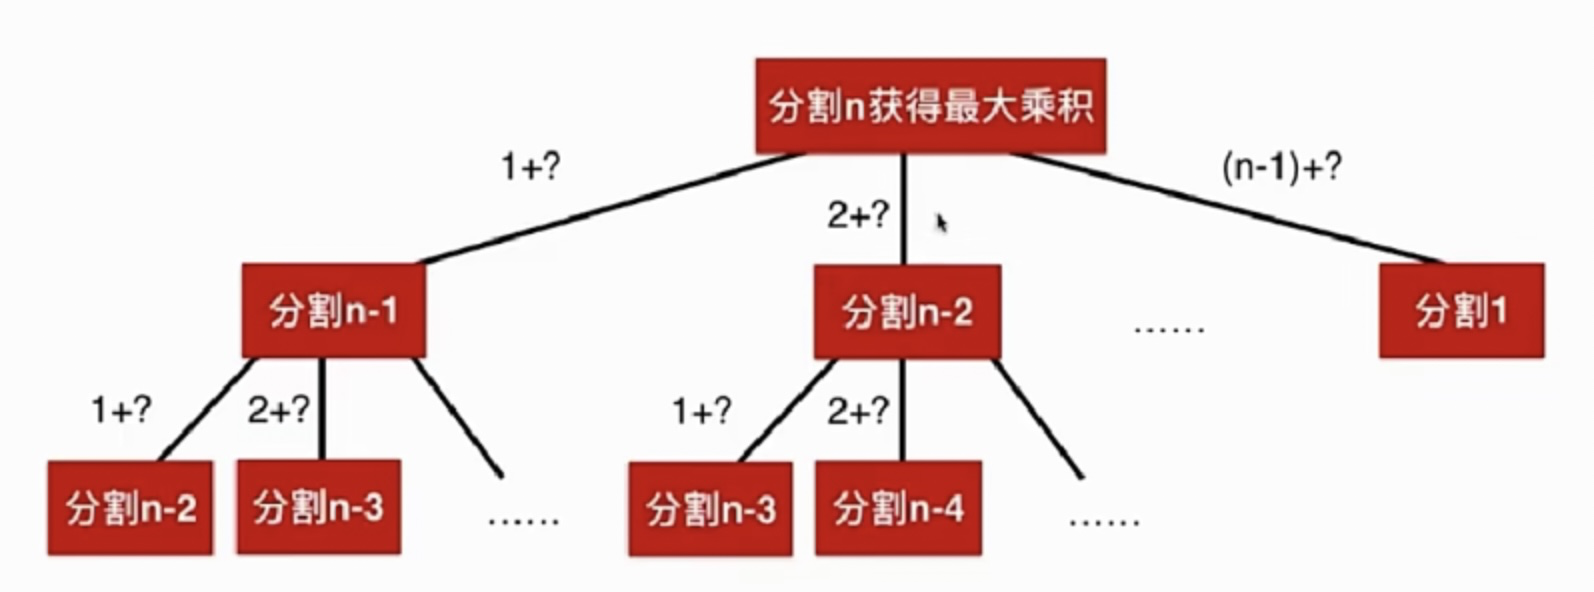 分割n获得最大乘积
1+?
2+?
(n-1)+?
分割n-1
分割n-2
......
分割1
1+?
2+?
1+?
2+?
分割n-2
分割n-3
......
分割n-3
分割n-4
......